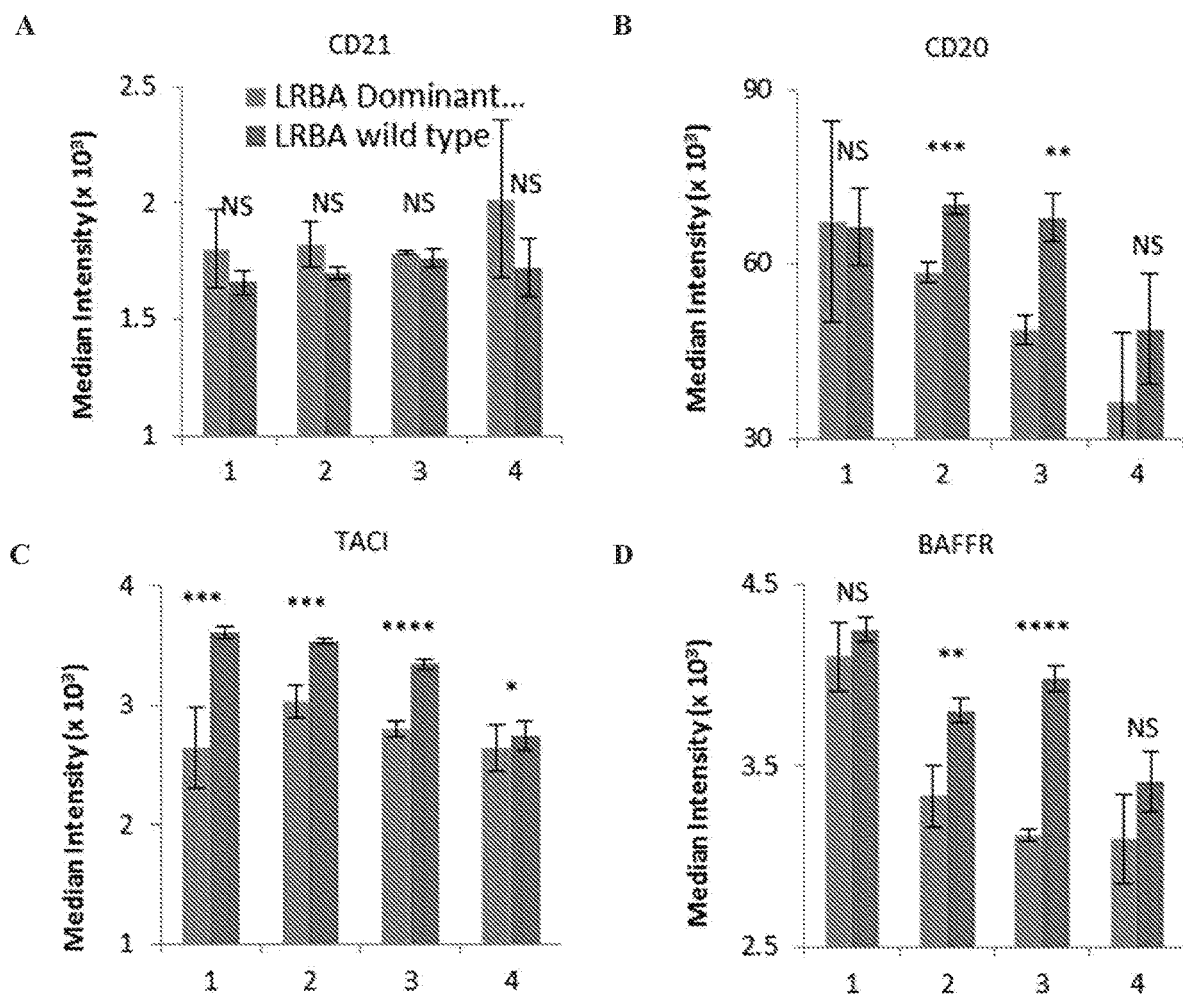 A
CD21
Median Intensity (x 10³)
2.5
2
1.5
1
LRBA Dominant...
LRBA wild type
NS
NS
NS
NS
1 2 3 4
B
CD20
Median Intensity (x 10³)
90
60
30
NS
***
**
NS
1 2 3 4
C
TACI
Median Intensity (x 10³)
4
3
2
1
***
***
****
*
1 2 3 4
D
BAFFR
Median Intensity (x 10³)
4.5
3.5
2.5
NS
**
****
NS
1 2 3 4